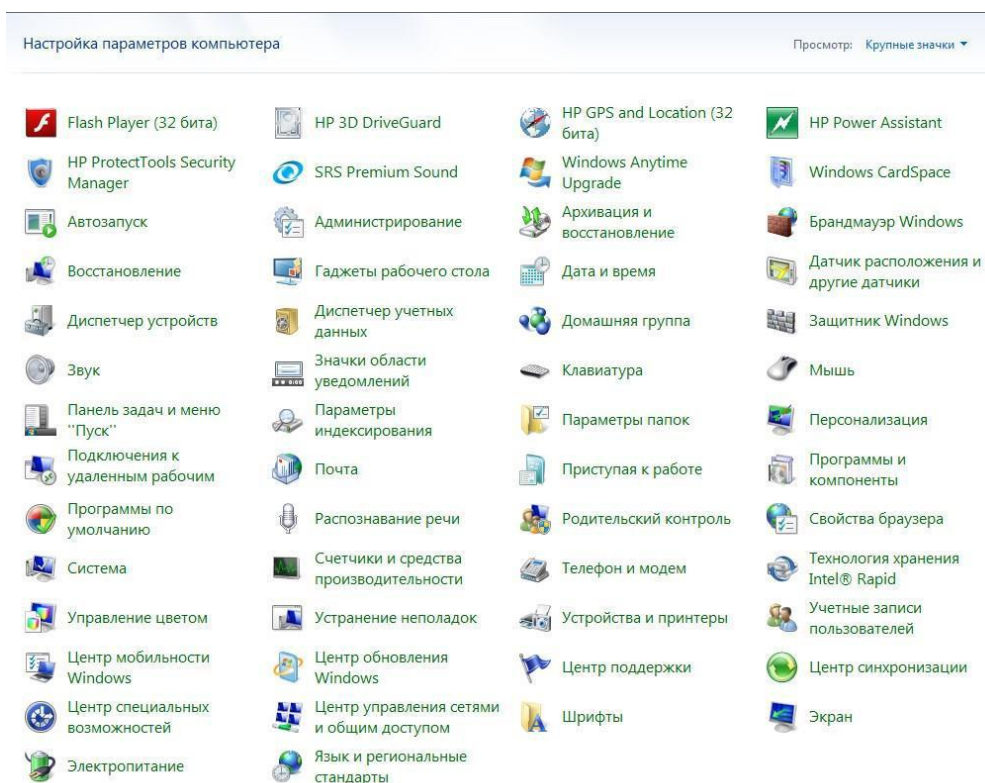 Настройка параметров компьютера
Просмотр: Крупные значки
Flash Player (32 бита)
HP 3D DriveGuard
HP GPS and Location (32
бита)
HP Power Assistant
HP ProtectTools Security
Manager
SRS Premium Sound
Windows Anytime
Upgrade
Windows CardSpace
Автозапуск
Администрирование
Архивация и
восстановление
Брандмауэр Windows
Восстановление
Гаджеты рабочего стола
Дата и время
Датчик расположения и
другие датчики
Диспетчер устройств
Диспетчер учетных
данных
Домашняя группа
Защитник Windows
Звук
Значки области
уведомлений
Клавиатура
Мышь
Панель задач и меню
''Пуск''
Параметры
индексирования
Параметры папок
Персонализация
Подключения к
удаленным рабочим
Почта
Приступая к работе
Программы и
компоненты
Программы по
умолчанию
Распознавание речи
Родительский контроль
Свойства браузера
Система
Счетчики и средства
производительности
Телефон и модем
Технология хранения
Intel® Rapid
Управление цветом
Устранение неполадок
Устройства и принтеры
Учетные записи
пользователей
Центр мобильности
Windows
Центр обновления
Windows
Центр поддержки
Центр синхронизации
Центр специальных
возможностей
Центр управления сетями
и общим доступом
Шрифты
Экран
Электропитание
Язык и региональные
стандарты